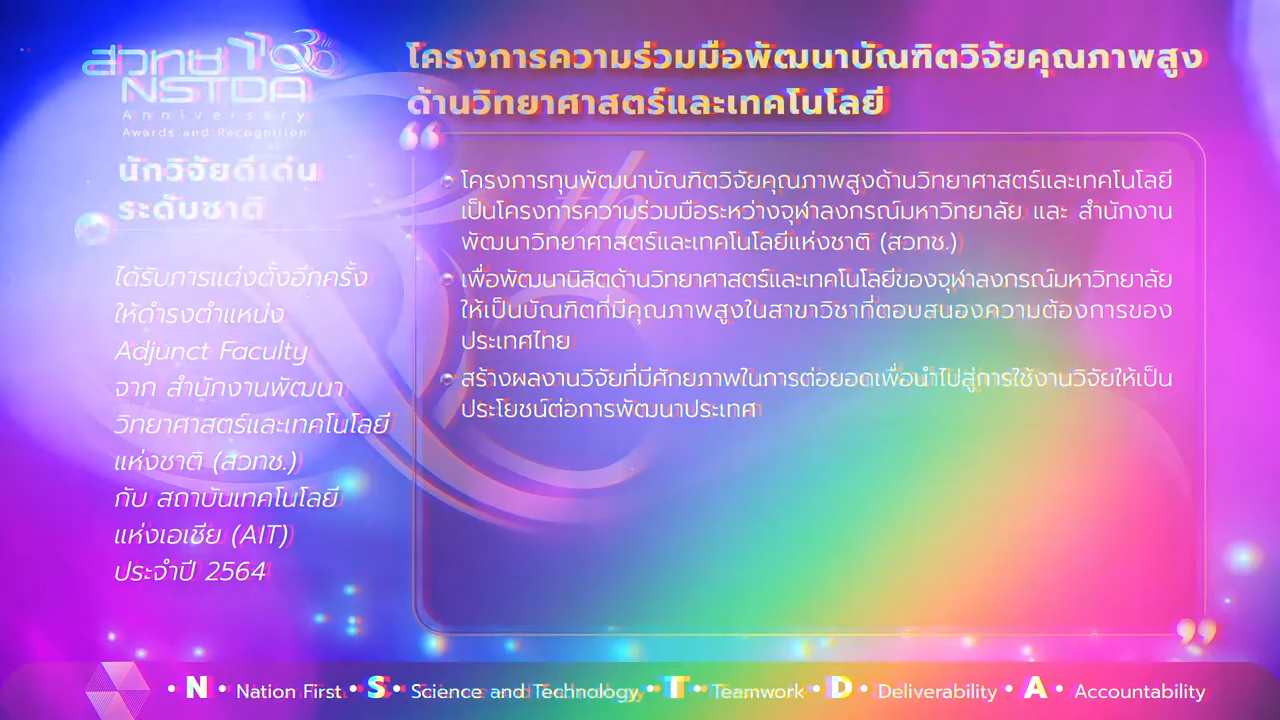 สวทช
NSTDA
Anniversary
Awards and Recognition
นักวิจัยดีเด่น
ระดับชาติ
ได้รับการแต่งตั้งอีกครั้ง
ให้ดำรงตำแหน่ง
Adjunct Faculty
จาก สำนักงานพัฒนา
วิทยาศาสตร์และเทคโนโลยี
แห่งชาติ (สวทช.)
กับ สถาบันเทคโนโลยี
แห่งเอเชีย (AIT)
ประจำปี 2564
โครงการความร่วมมือพัฒนาบัณฑิตวิจัยคุณภาพสูง
ด้านวิทยาศาสตร์และเทคโนโลยี
โครงการทุนพัฒนาบัณฑิตวิจัยคุณภาพสูงด้านวิทยาศาสตร์และเทคโนโลยี
เป็นโครงการความร่วมมือระหว่างจุฬาลงกรณ์มหาวิทยาลัย และ สำนักงาน
พัฒนาวิทยาศาสตร์และเทคโนโลยีแห่งชาติ (สวทช.)
เพื่อพัฒนานิสิตด้านวิทยาศาสตร์และเทคโนโลยีของจุฬาลงกรณ์มหาวิทยาลัย
ให้เป็นบัณฑิตที่มีคุณภาพสูงในสาขาวิชาที่ตอบสนองความต้องการของ
ประเทศไทย
สร้างผลงานวิจัยที่มีศักยภาพในการต่อยอดเพื่อนำไปสู่การใช้งานวิจัยให้เป็น
ประโยชน์ต่อการพัฒนาประเทศ
• N • Nation First • S • Science and Technology • T • Teamwork • D • Deliverability • A • Accountability